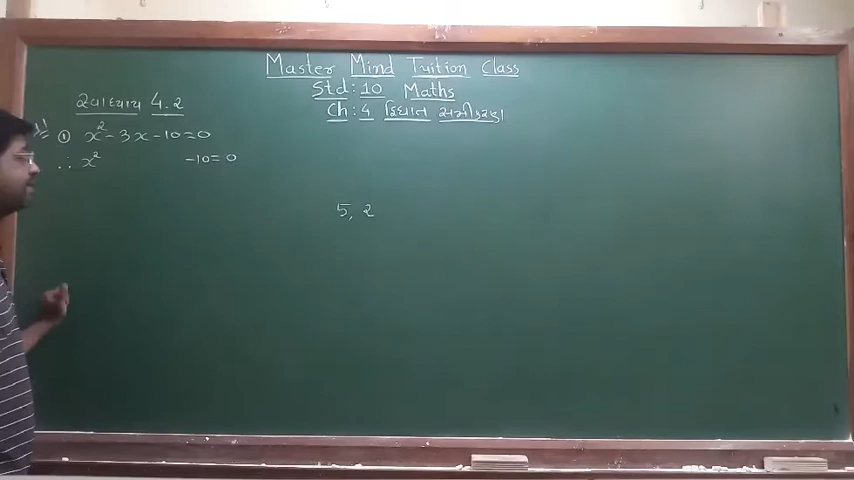 Master Mind Tuition Class
Std: 10 Maths
Ch: 4 દ્વિઘાત સમીકરણ
સ્વાધ્યાય 4.2
① x² - 3x - 10 = 0
∴ x² -10 = 0
5, 2